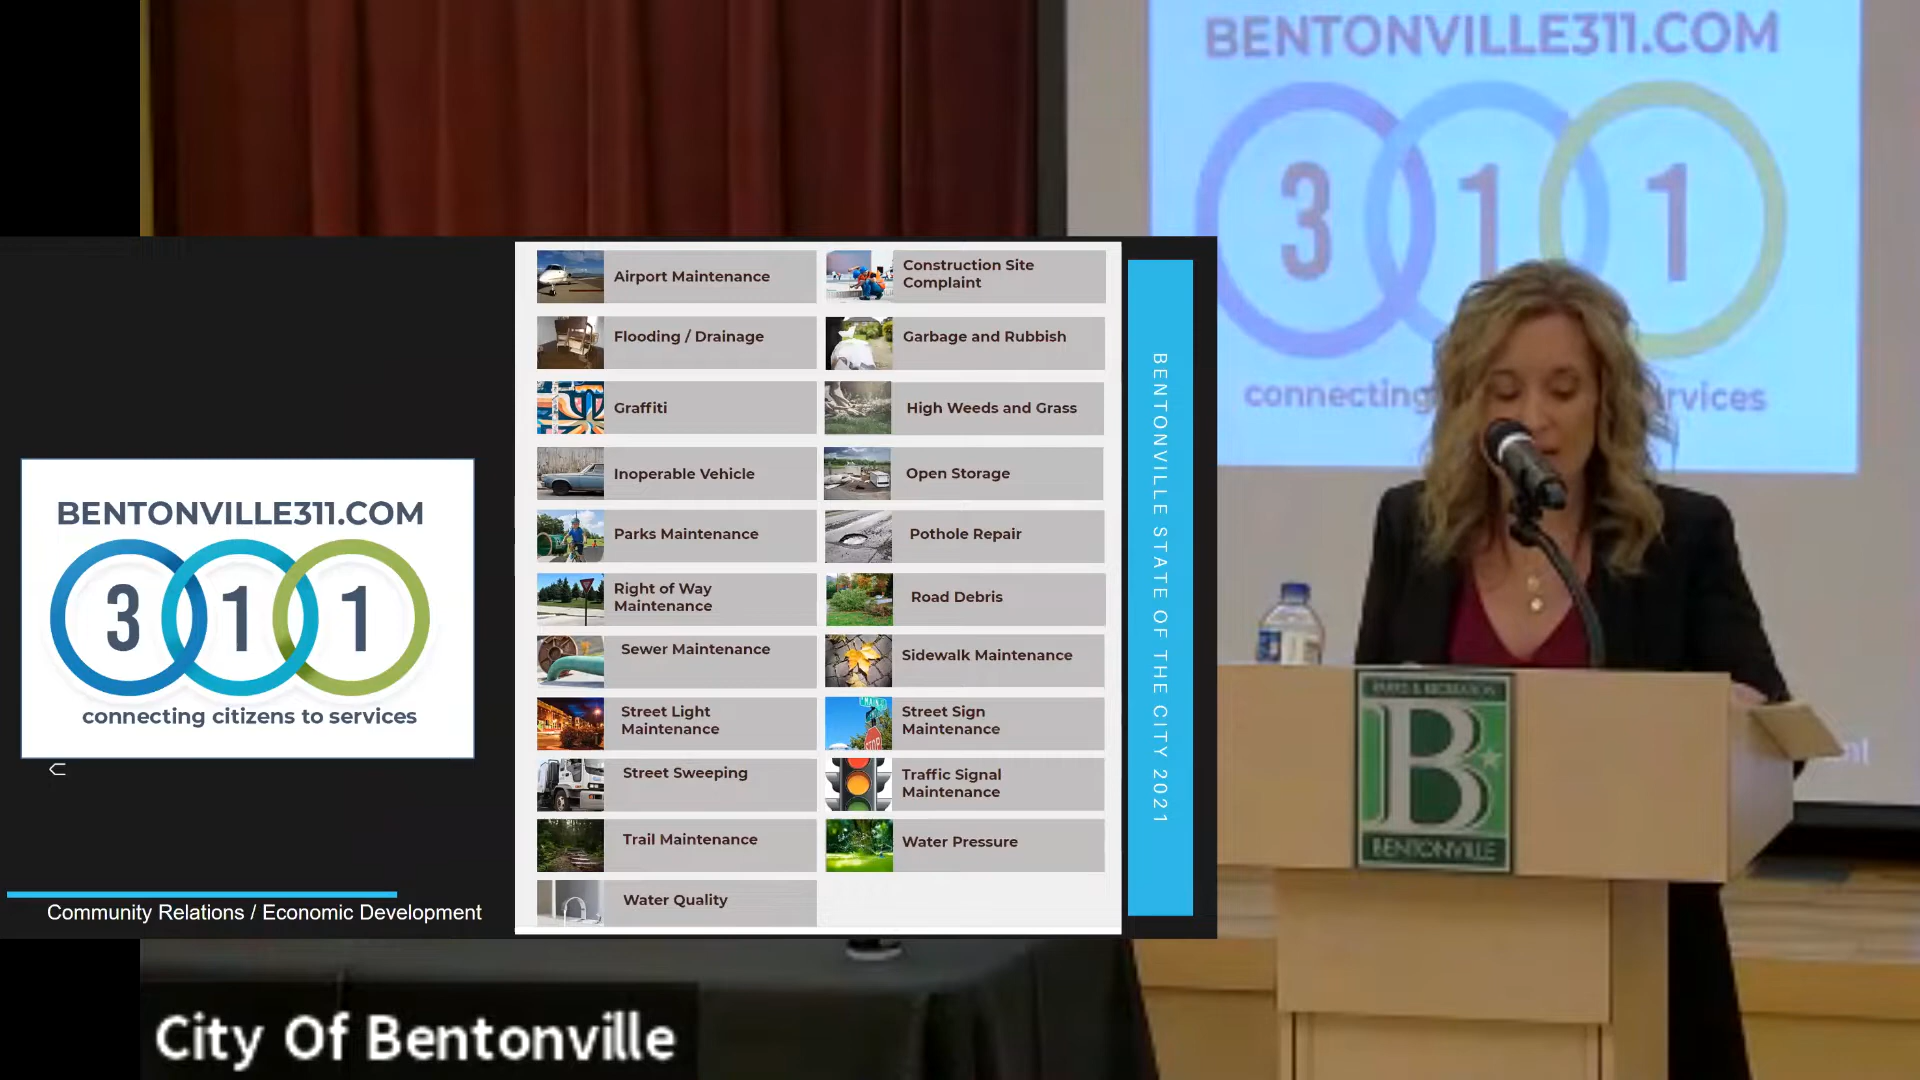 BENTONVILLE311.COM
3 1 1
connecting
rvices
Airport Maintenance
Construction Site
Complaint
Flooding / Drainage
Garbage and Rubbish
Graffiti
High Weeds and Grass
Inoperable Vehicle
Open Storage
Parks Maintenance
Pothole Repair
Right of Way
Maintenance
Road Debris
Sewer Maintenance
Sidewalk Maintenance
Street Light
Maintenance
Street Sign
Maintenance
Street Sweeping
Traffic Signal
Maintenance
Trail Maintenance
Water Pressure
Water Quality
BENTONVILLE311.COM
3 1 1
connecting citizens to services
Community Relations / Economic Development
BENTONVILLE STATE OF THE CITY 2021
MAIN
STOP
PARKS & RECREATION
B
BENTONVILLE
City Of Bentonville